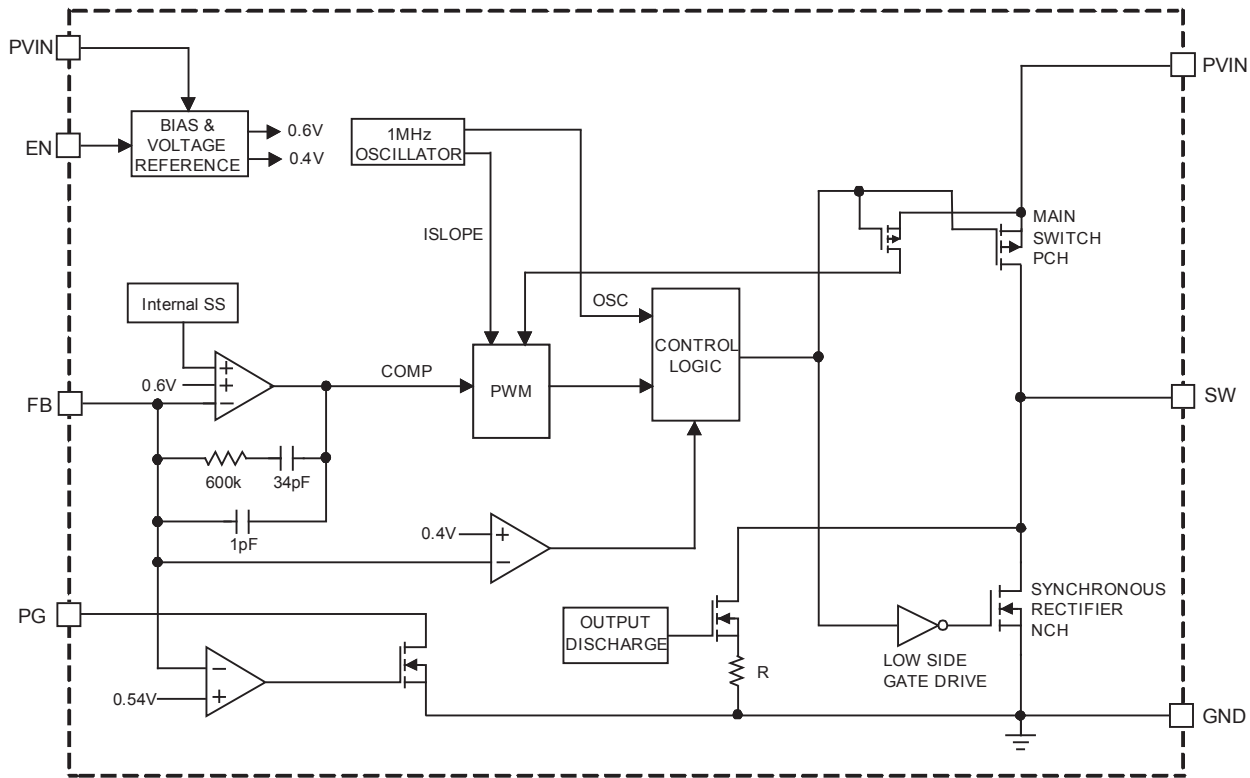 PVIN
PVIN
BIAS &
VOLTAGE
REFERENCE
0.6V
0.4V
EN
1MHz
OSCILLATOR
ISLOPE
MAIN
SWITCH
PCH
Internal SS
OSC
CONTROL
LOGIC
+
0.6V
+
−
COMP
PWM
FB
SW
600k
34pF
1pF
0.4V
+
−
PG
OUTPUT
DISCHARGE
R
SYNCHRONOUS
RECTIFIER
NCH
LOW SIDE
GATE DRIVE
−
0.54V
+
GND